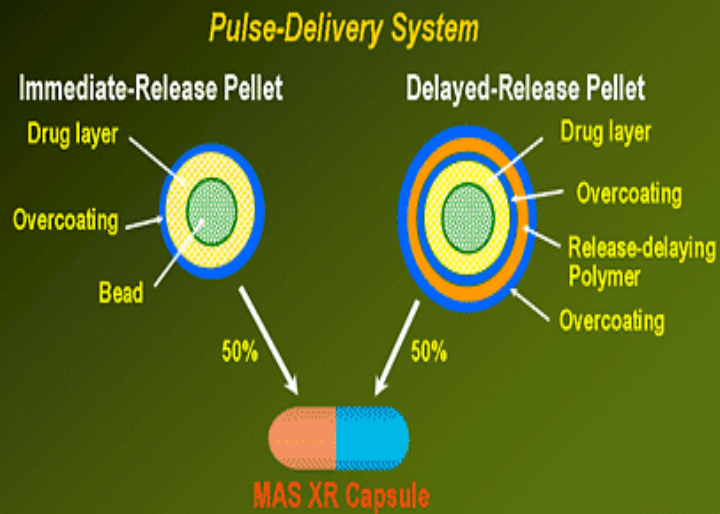 Pulse-Delivery System
Immediate-Release Pellet
Drug layer
Overcoating
Bead
50%
Delayed-Release Pellet
Drug layer
Overcoating
Release-delaying
Polymer
Overcoating
50%
MAS XR Capsule